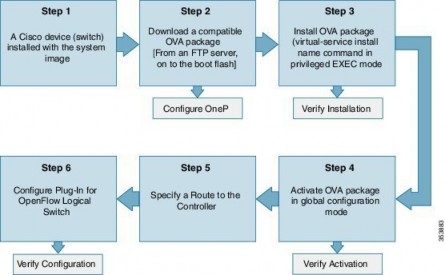 Step 1
A Cisco device (switch)
installed with the system
image
Step 2
Download a compatible
OVA package
[From an FTP server,
on to the boot flash]
Configure OneP
Step 3
Install OVA package
(virtual-service install
name command in
privileged EXEC mode
Verify Installation
Step 4
Activate OVA package
in global configuration
mode
Verify Activation
Step 5
Specify a Route to the
Controller
Step 6
Configure Plug-In for
OpenFlow Logical
Switch
Verify Configuration
353883